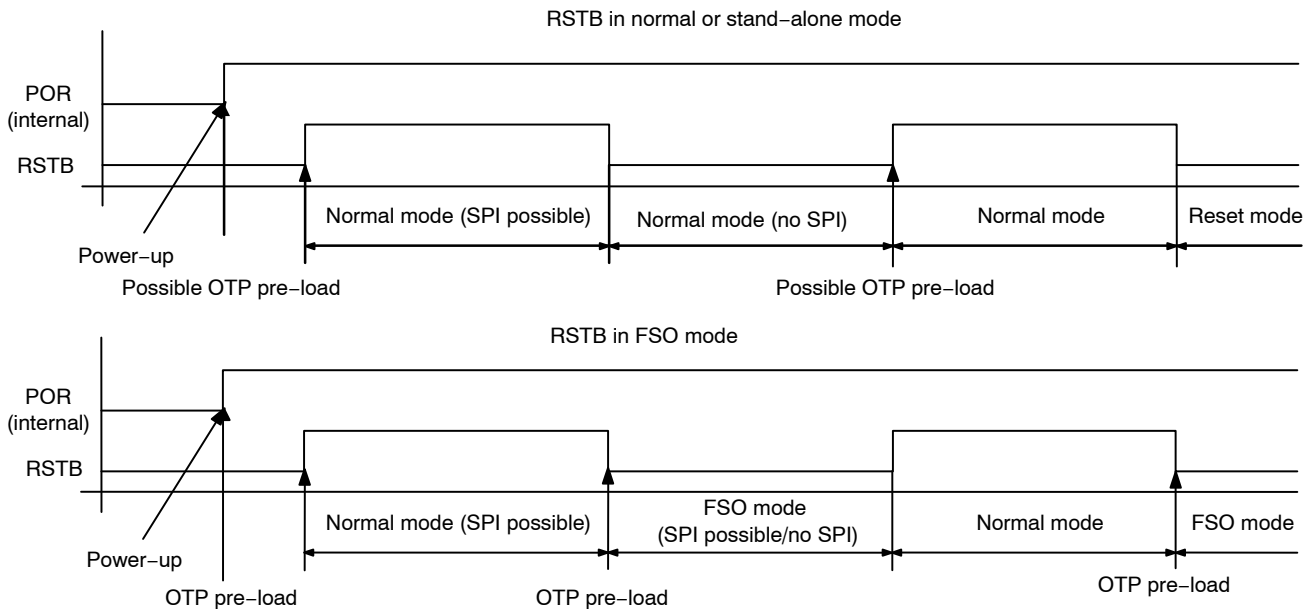 RSTB in normal or stand−alone mode
POR
(internal)
RSTB
Normal mode (SPI possible)
Normal mode (no SPI)
Normal mode
Reset mode
Power−up
Possible OTP pre−load
Possible OTP pre−load
RSTB in FSO mode
POR
(internal)
RSTB
Normal mode (SPI possible)
FSO mode
(SPI possible/no SPI)
Normal mode
FSO mode
Power−up
OTP pre−load
OTP pre−load
OTP pre−load